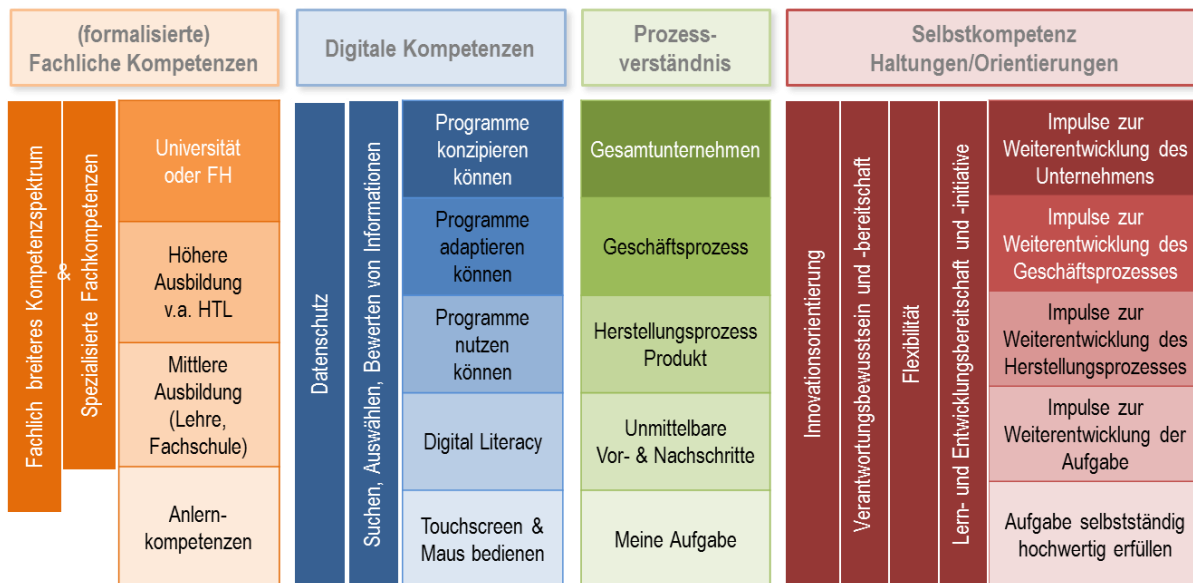 (formalisierte)
Fachliche Kompetenzen
Digitale Kompetenzen
Prozess-
verständnis
Selbstkompetenz
Haltungen/Orientierungen
Fachlich breiteres Kompetenzspektrum
&
Spezialisierte Fachkompetenzen
Universität
oder FH
Höhere
Ausbildung
v.a. HTL
Mittlere
Ausbildung
(Lehre,
Fachschule)
Anlern-
kompetenzen
Datenschutz
Suchen, Auswählen, Bewerten von Informationen
Programme
konzipieren
können
Programme
adaptieren
können
Programme
nutzen
können
Digital Literacy
Touchscreen &
Maus bedienen
Gesamtunternehmen
Geschäftsprozess
Herstellungsprozess
Produkt
Unmittelbare
Vor- & Nachschritte
Meine Aufgabe
Innovationsorientierung
Verantwortungsbewusstsein und -bereitschaft
Flexibilität
Lern- und Entwicklungsbereitschaft und -initiative
Impulse zur
Weiterentwicklung des
Unternehmens
Impulse zur
Weiterentwicklung des
Geschäftsprozesses
Impulse zur
Weiterentwicklung des
Herstellungsprozesses
Impulse zur
Weiterentwicklung der
Aufgabe
Aufgabe selbstständig
hochwertig erfüllen